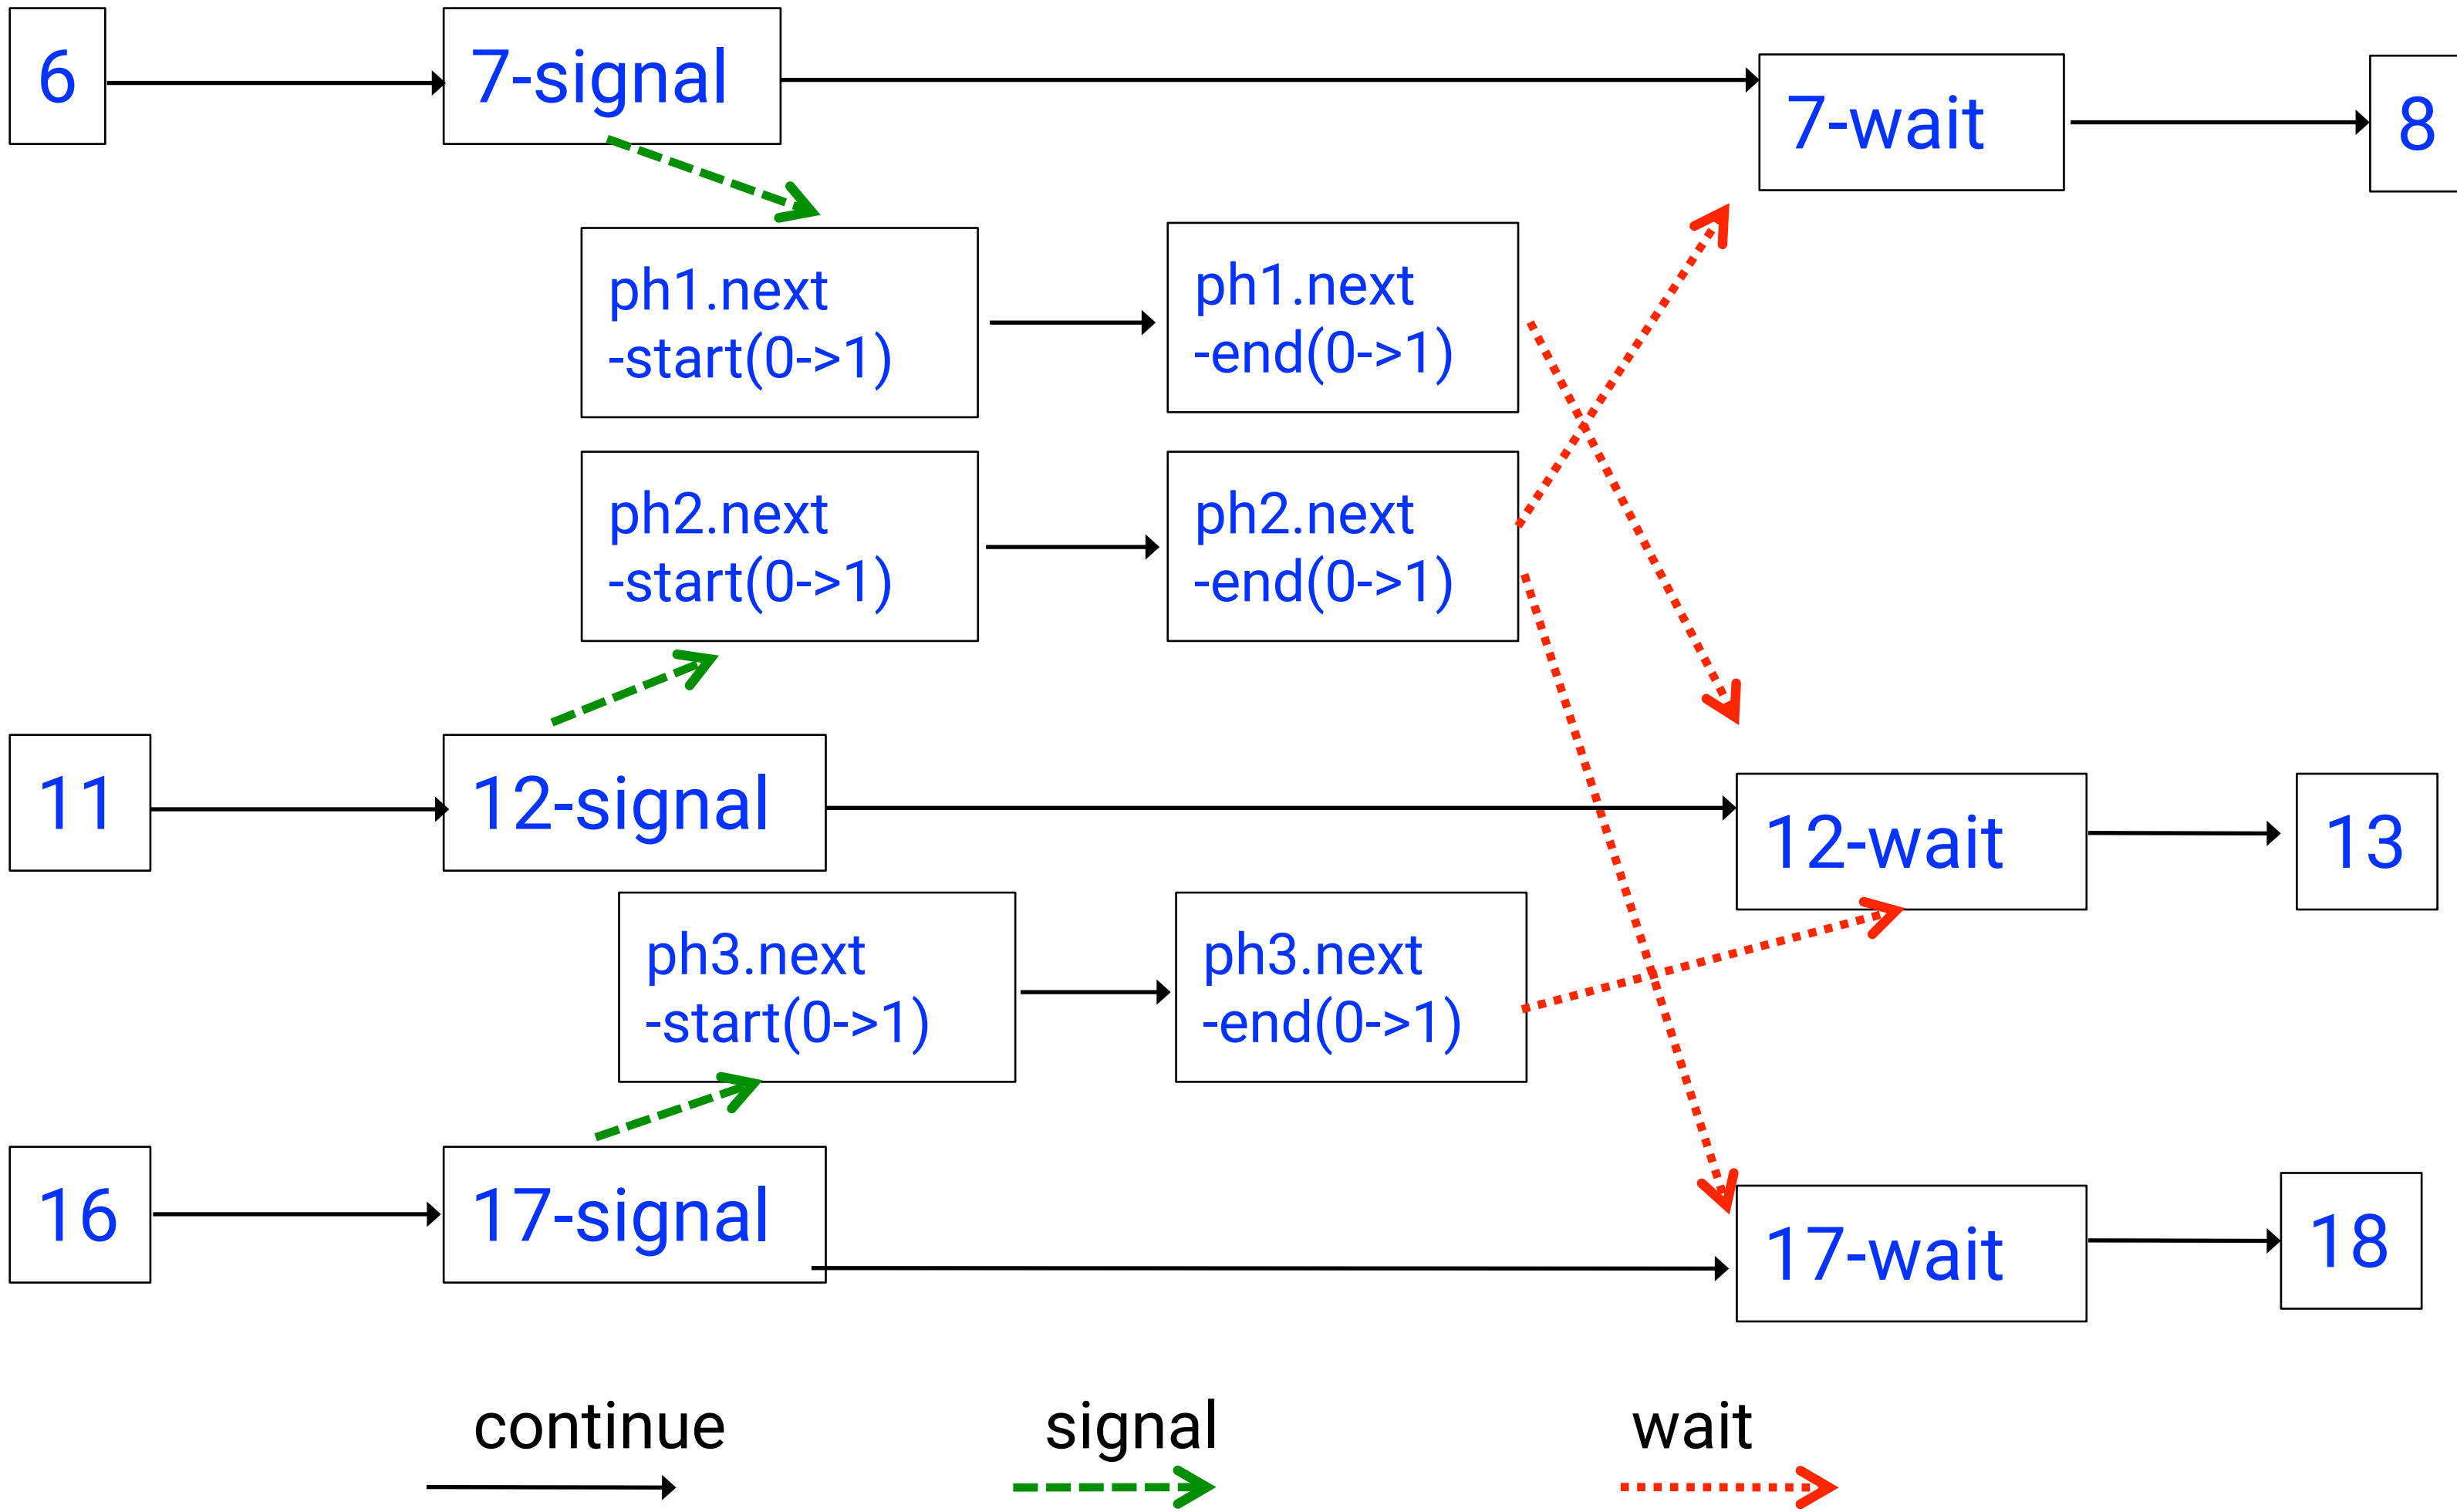 6
7-signal
7-wait
8
ph1.next
-start(0->1)
ph1.next
-end(0->1)
ph2.next
-start(0->1)
ph2.next
-end(0->1)
11
12-signal
12-wait
13
ph3.next
-start(0->1)
ph3.next
-end(0->1)
16
17-signal
17-wait
18
continue
signal
wait